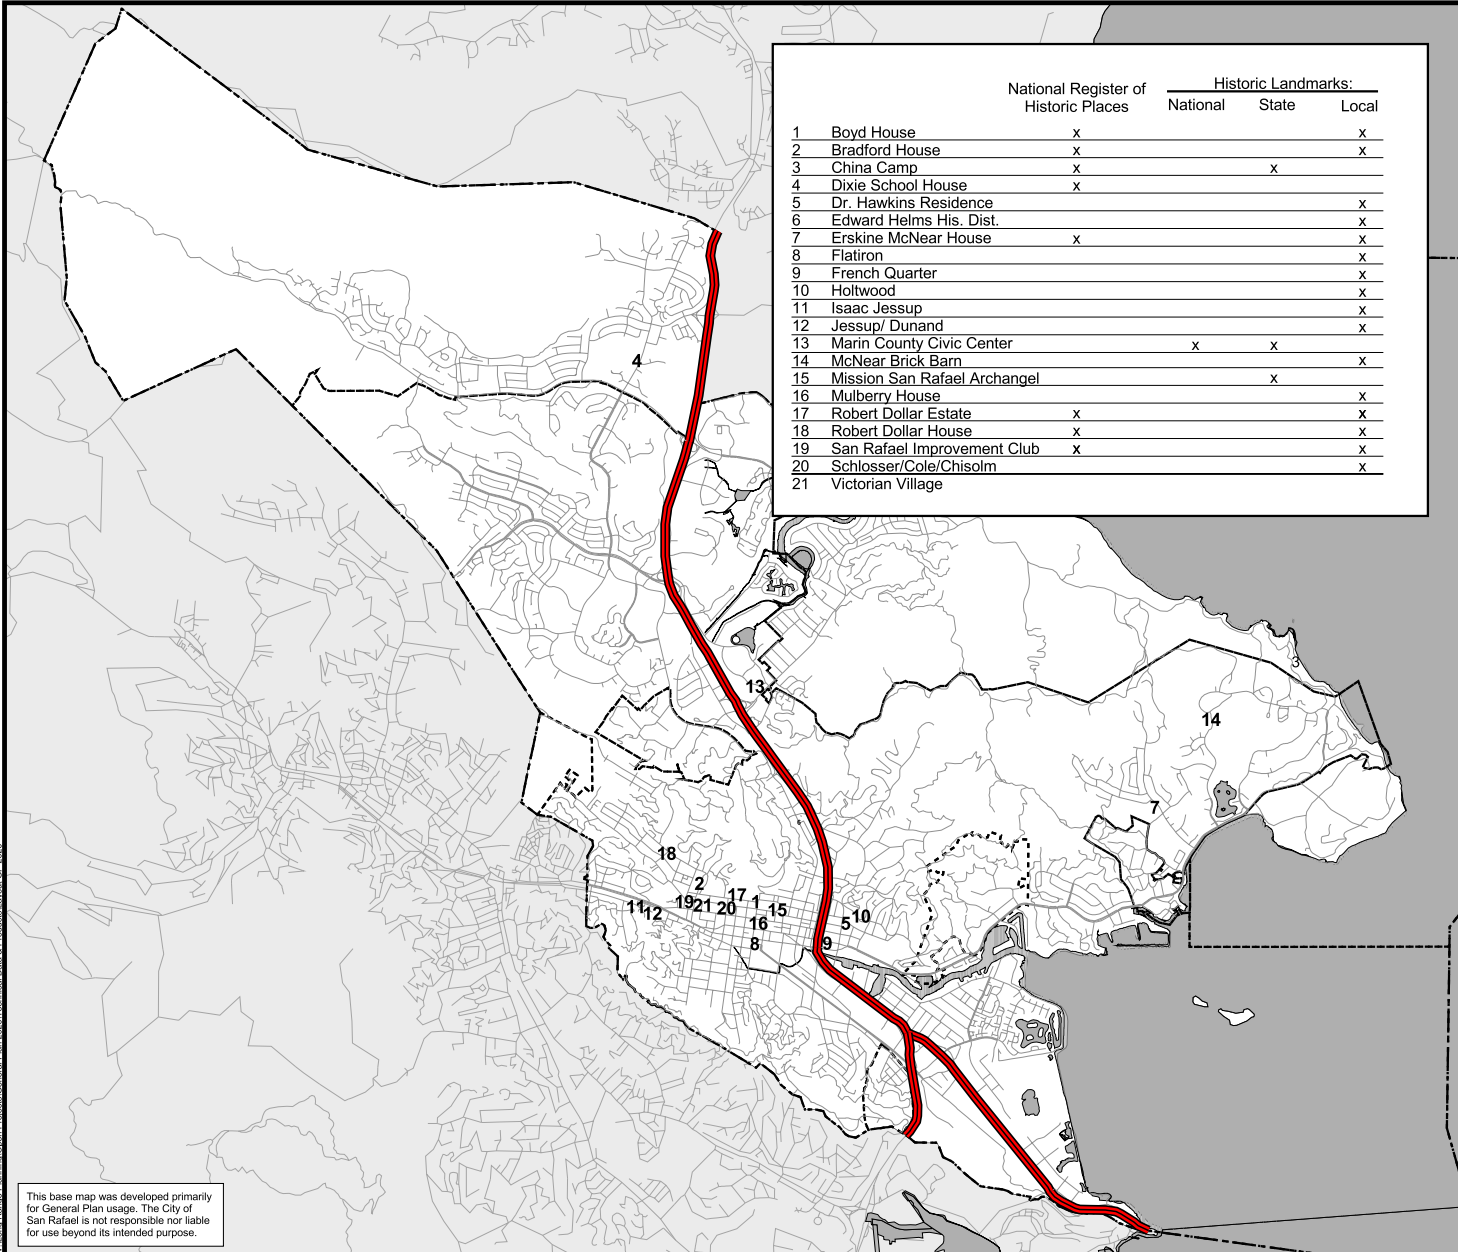 National Register of
Historic Places
Historic Landmarks:
National State Local
1 Boyd House x x
2 Bradford House x x
3 China Camp x x
4 Dixie School House x
5 Dr. Hawkins Residence x
6 Edward Helms His. Dist. x
7 Erskine McNear House x x
8 Flatiron x
9 French Quarter x
10 Holtwood x
11 Isaac Jessup x
12 Jessup/ Dunand x
13 Marin County Civic Center x x
14 McNear Brick Barn x
15 Mission San Rafael Archangel x
16 Mulberry House x
17 Robert Dollar Estate x x
18 Robert Dollar House x x
19 San Rafael Improvement Club x x
20 Schlosser/Cole/Chisolm x
21 Victorian Village
4
3
13
14
7
6
18
2
17
19
21
20
1
15
11
12
16
5
10
8
9
This base map was developed primarily
for General Plan usage. The City of
San Rafael is not responsible nor liable
for use beyond its intended purpose.